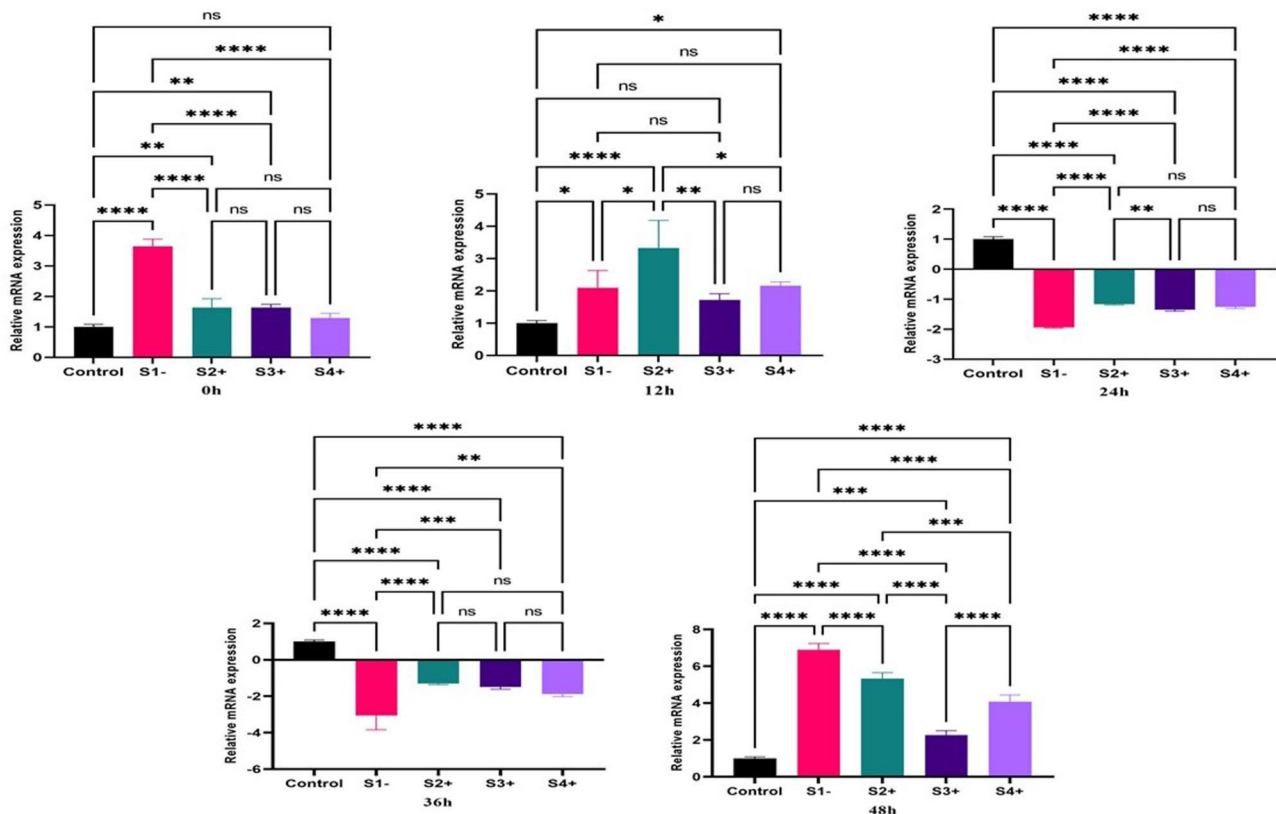 ns
****
**
****
**
**** ns
**** ns ns
Relative mRNA expression
5
4
3
2
1
0
Control S1- S2+ S3+ S4+
0h
*
ns
ns
ns
**** *
* * ** ns
Relative mRNA expression
5
4
3
2
1
0
Control S1- S2+ S3+ S4+
12h
****
****
****
****
****
**** ns
**** ** ns
Relative mRNA expression
2
1
0
-1
-2
-3
Control S1- S2+ S3+ S4+
24h
****
**
****
***
****
**** ns
**** ns ns
Relative mRNA expression
2
0
-2
-4
-6
Control S1- S2+ S3+ S4+
36h
****
****
***
***
****
**** ****
**** **** ****
Relative mRNA expression
8
6
4
2
0
Control S1- S2+ S3+ S4+
48h